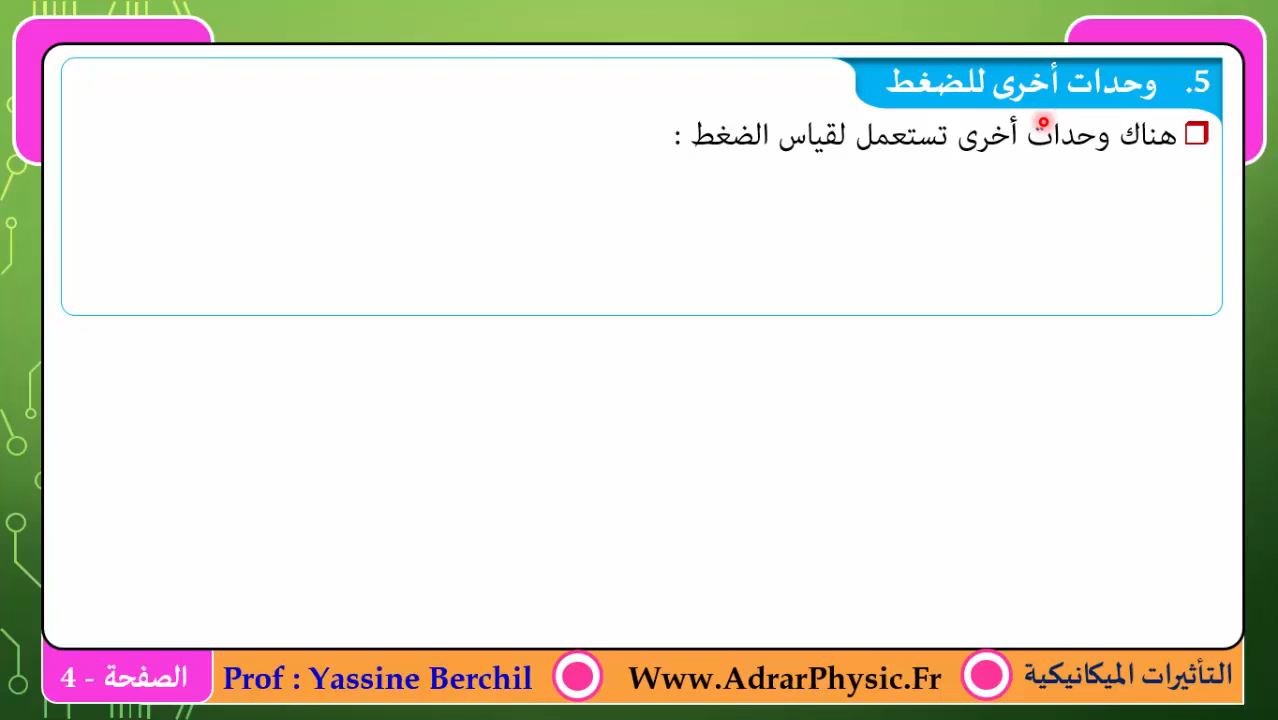 5. وحدات أخرى للضغط
هناك وحدات أخرى تستعمل لقياس الضغط :
التأثيرات الميكانيكية
Www.AdrarPhysic.Fr
Prof : Yassine Berchil
الصفحة - 4